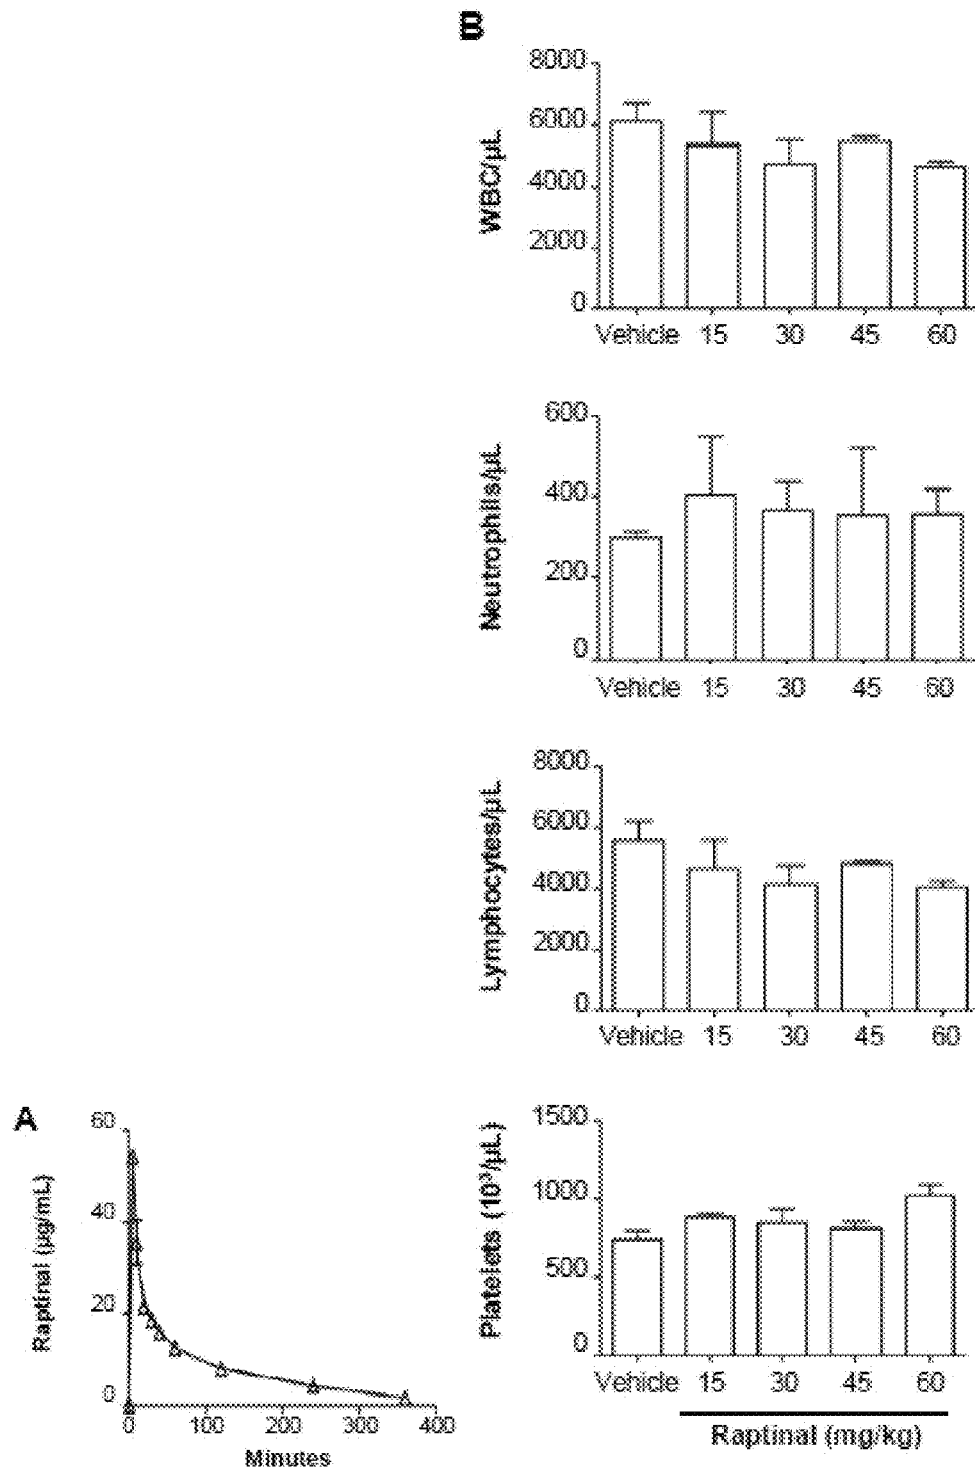 B
8000
6000
4000
2000
0
WBC/µL
Vehicle 15 30 45 60
600
400
200
0
Neutrophils/µL
Vehicle 15 30 45 60
8000
6000
4000
2000
0
Lymphocytes/µL
Vehicle 15 30 45 60
A
60
40
20
0
Raptinal (µg/mL)
0 100 200 300 400
Minutes
1500
1000
500
0
Platelets (10³/µL)
Vehicle 15 30 45 60
Raptinal (mg/kg)